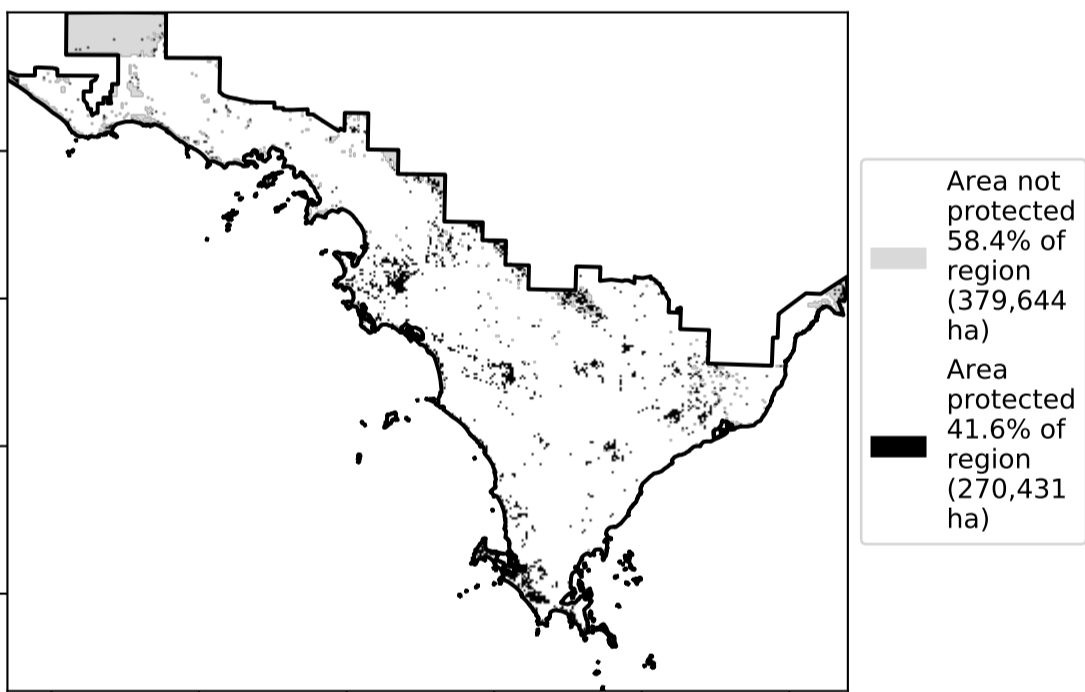 Area not
protected
58.4% of
region
(379,644
ha)
Area
protected
41.6% of
region
(270,431
ha)